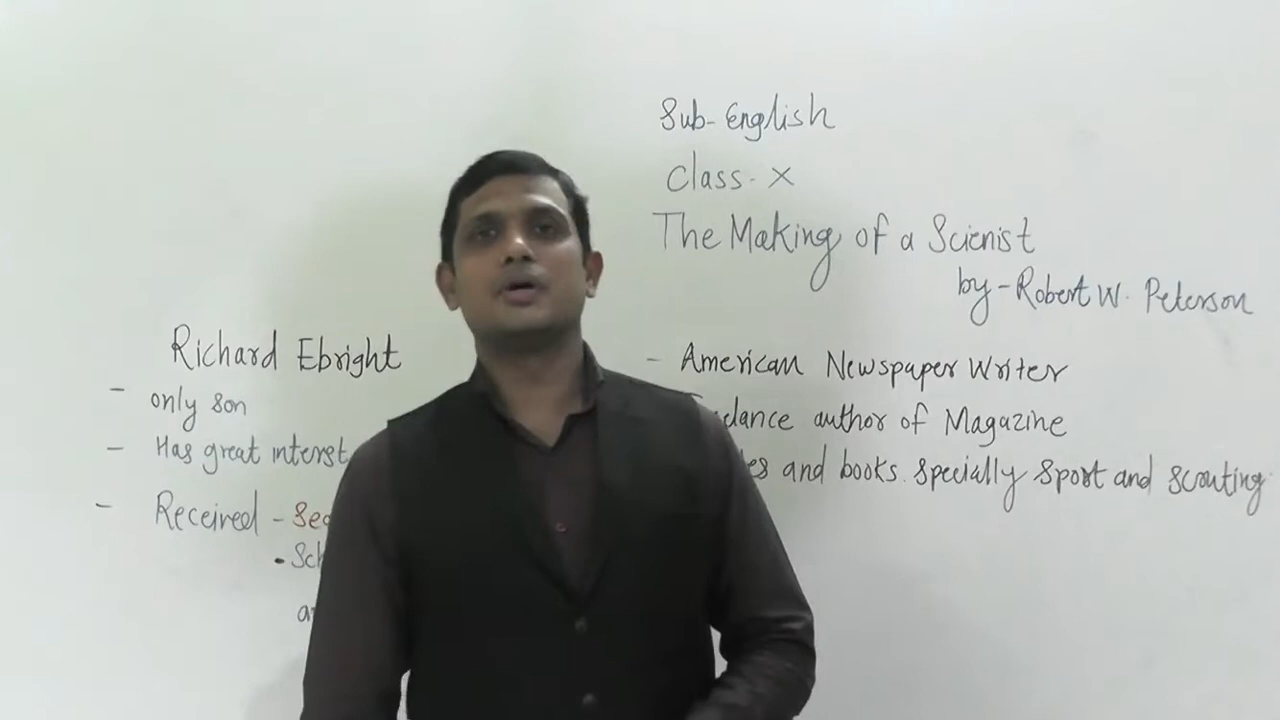 Sub-English
Class-X
The Making of a Scienist
by-Robert W. Peterson
Richard Ebright
- only son
- Has great interst
- Received -
- American Newspaper Writer
author of Magazine
and books specially sport and scouting